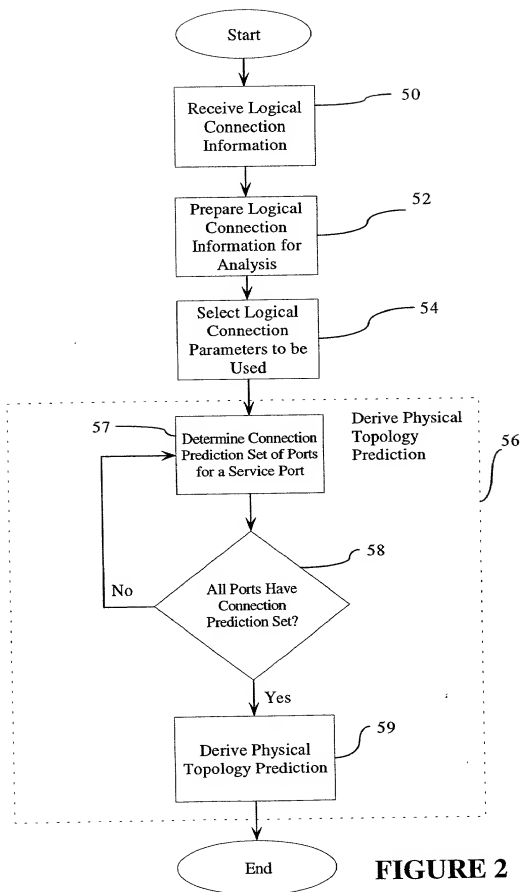 Start
50
Receive Logical
Connection
Information
52
Prepare Logical
Connection
Information for
Analysis
54
Select Logical
Connection
Parameters to be
Used
57
Determine Connection
Prediction Set of Ports
for a Service Port
Derive Physical
Topology
Prediction
56
58
All Ports Have
Connection
Prediction Set?
No
Yes
59
Derive Physical
Topology Prediction
End
FIGURE 2